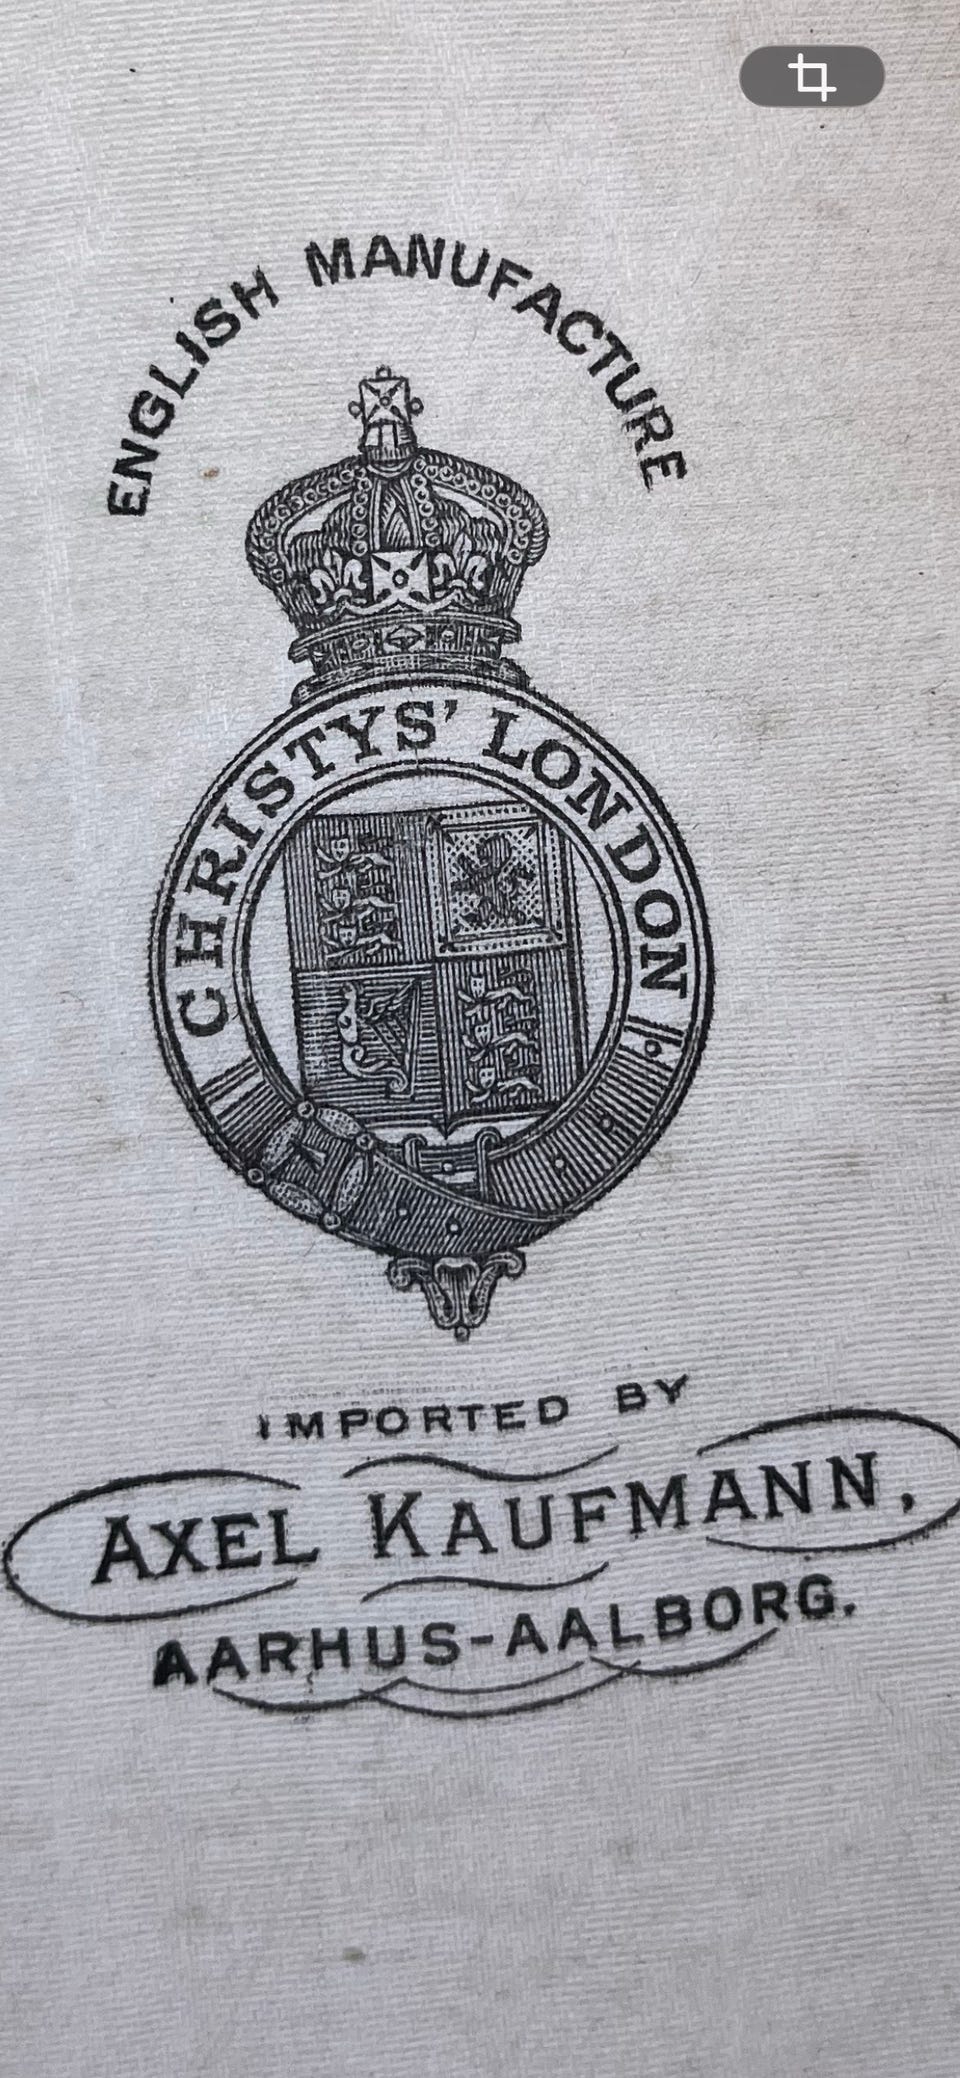 ENGLISH MANUFACTURE
CHRISTYS' LONDON
IMPORTED BY
AXEL KAUFMANN,
AARHUS-AALBORG.